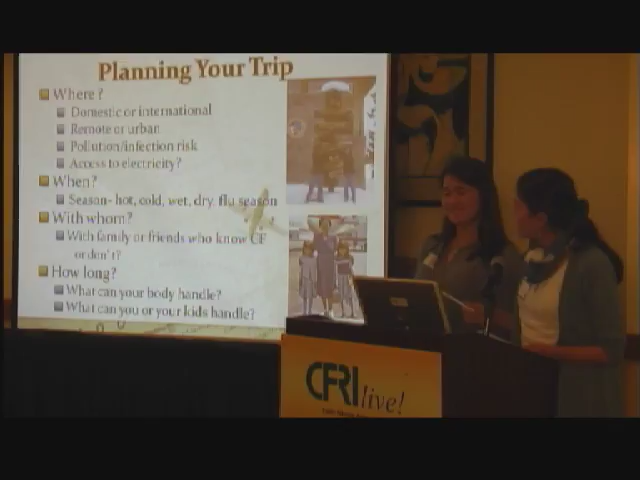 Planning Your Trip
Where?
Domestic or international
Remote or urban
Pollution/infection risk
Access to electricity?
When?
Season- hot, cold, wet, dry, flu season
With whom?
With family or friends who know CF
or don't?
How long?
What can your body handle?
What can you or your kids handle?
CFRI live!